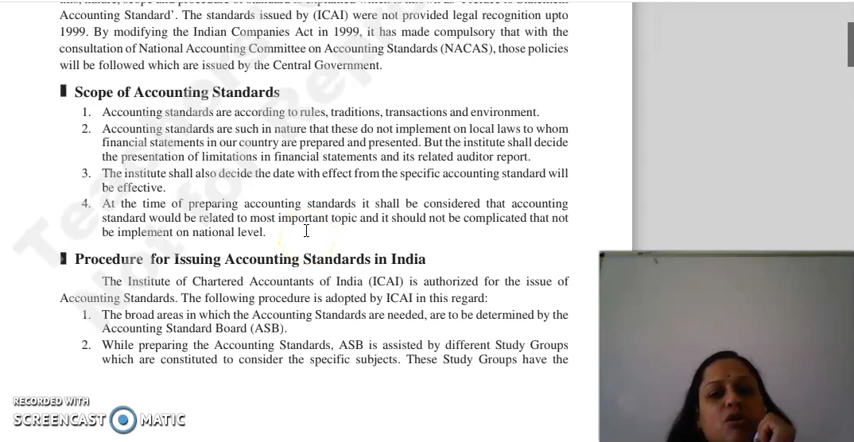 Accounting Standard'. The standards issued by (ICAI) were not provided legal recognition upto
1999. By modifying the Indian Companies Act in 1999, it has made compulsory that with the
consultation of National Accounting Committee on Accounting Standards (NACAS), those policies
will be followed which are issued by the Central Government.
Scope of Accounting Standards
1. Accounting standards are according to rules, traditions, transactions and environment.
2. Accounting standards are such in nature that these do not implement on local laws to whom
financial statements in our country are prepared and presented. But the institute shall decide
the presentation of limitations in financial statements and its related auditor report.
3. The institute shall also decide the date with effect from the specific accounting standard will
be effective.
4. At the time of preparing accounting standards it shall be considered that accounting
standard would be related to most important topic and it should not be complicated that not
be implement on national level.
Procedure for Issuing Accounting Standards in India
The Institute of Chartered Accountants of India (ICAI) is authorized for the issue of
Accounting Standards. The following procedure is adopted by ICAI in this regard:
1. The broad areas in which the Accounting Standards are needed, are to be determined by the
Accounting Standard Board (ASB).
2. While preparing the Accounting Standards, ASB is assisted by different Study Groups
which are constituted to consider the specific subjects. These Study Groups have the
RECORDED WITH
SCREENCAST MATIC